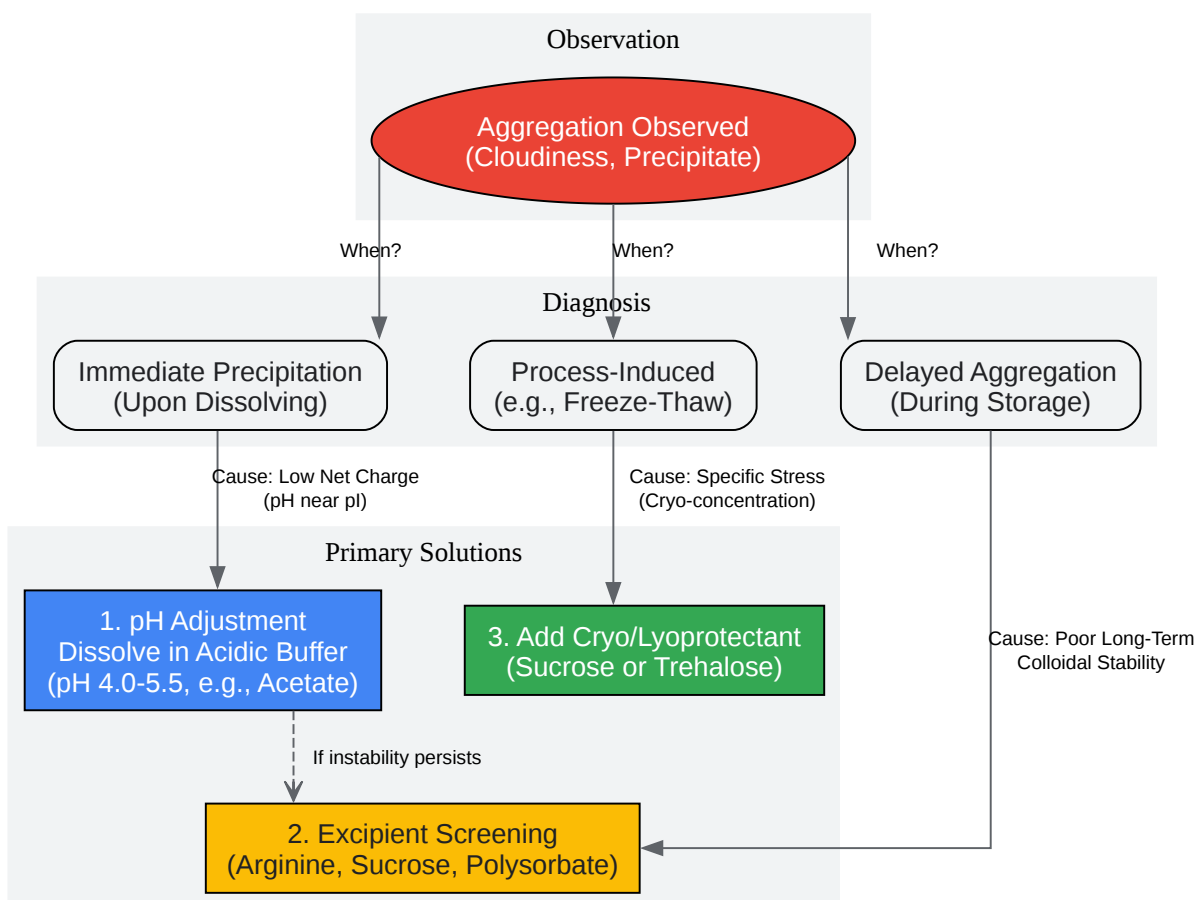 Observation
Aggregation Observed
(Cloudiness, Precipitate)
When?
When?
When?
Diagnosis
Immediate Precipitation
(Upon Dissolving)
Process-Induced
(e.g., Freeze-Thaw)
Delayed Aggregation
(During Storage)
Cause: Low Net Charge
(pH near pI)
Cause: Specific Stress
(Cryo-concentration)
Primary Solutions
1. pH Adjustment
Dissolve in Acidic Buffer
(pH 4.0-5.5, e.g., Acetate)
3. Add Cryo/Lyoprotectant
(Sucrose or Trehalose)
Cause: Poor Long-Term
Colloidal Stability
If instability persists
2. Excipient Screening
(Arginine, Sucrose, Polysorbate)